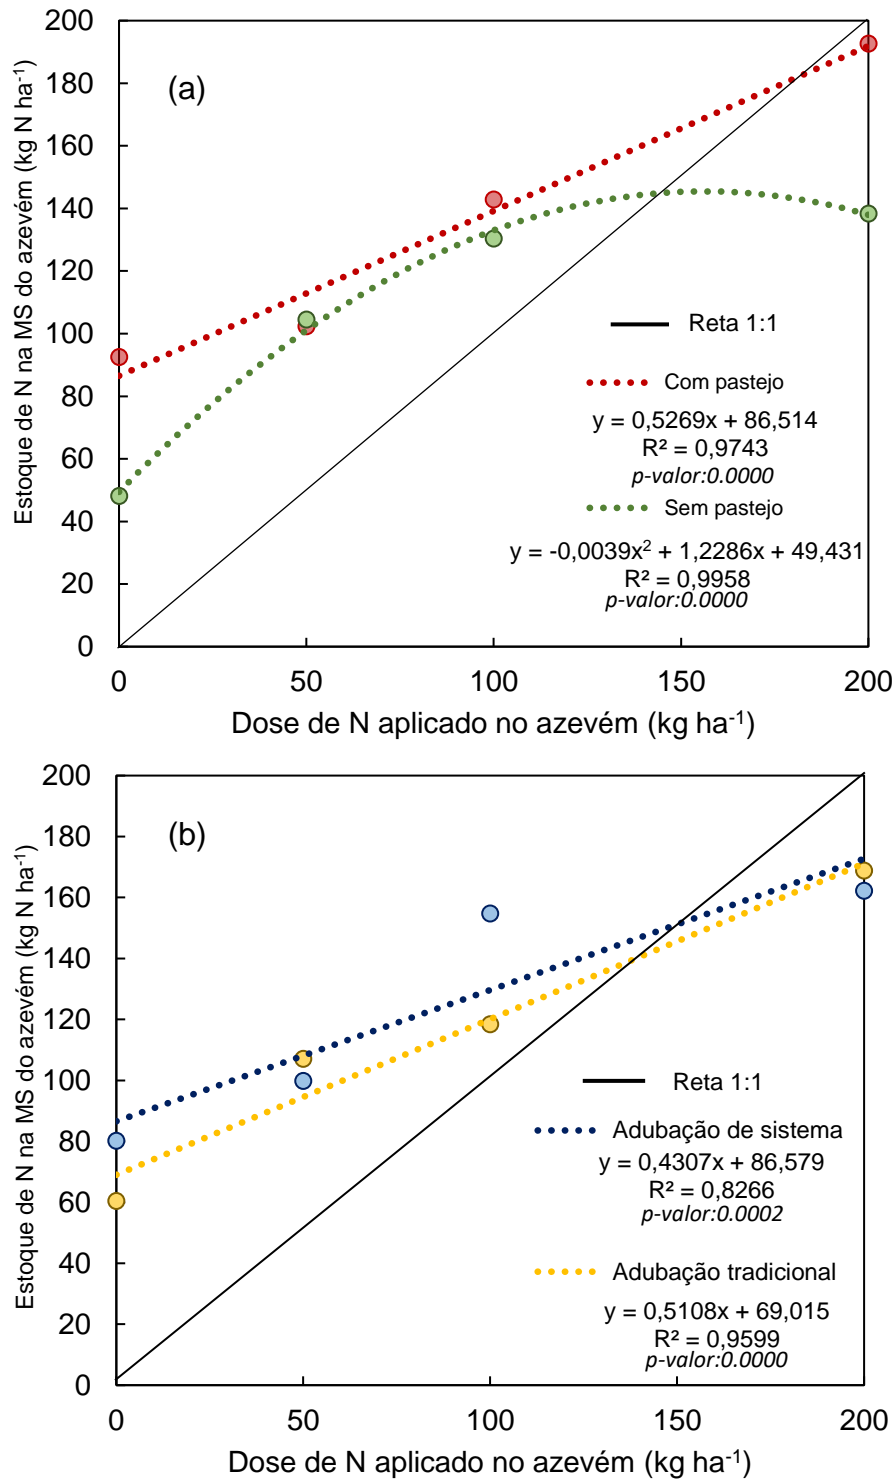 200
180
160
140
120
100
80
60
40
20
0
Estoque de N na MS do azevém (kg N ha-1)
(a)
Reta 1:1
Com pastejo
y = 0,5269x + 86,514
R² = 0,9743
p-valor:0.0000
Sem pastejo
y = -0,0039x² + 1,2286x + 49,431
R² = 0,9958
p-valor:0.0000
0 50 100 150 200
Dose de N aplicado no azevém (kg ha-1)
200
180
160
140
120
100
80
60
40
20
0
Estoque de N na MS do azevém (kg N ha-1)
(b)
Reta 1:1
Adubação de sistema
y = 0,4307x + 86,579
R² = 0,8266
p-valor:0.0002
Adubação tradicional
y = 0,5108x + 69,015
R² = 0,9599
p-valor:0.0000
0 50 100 150 200
Dose de N aplicado no azevém (kg ha-1)